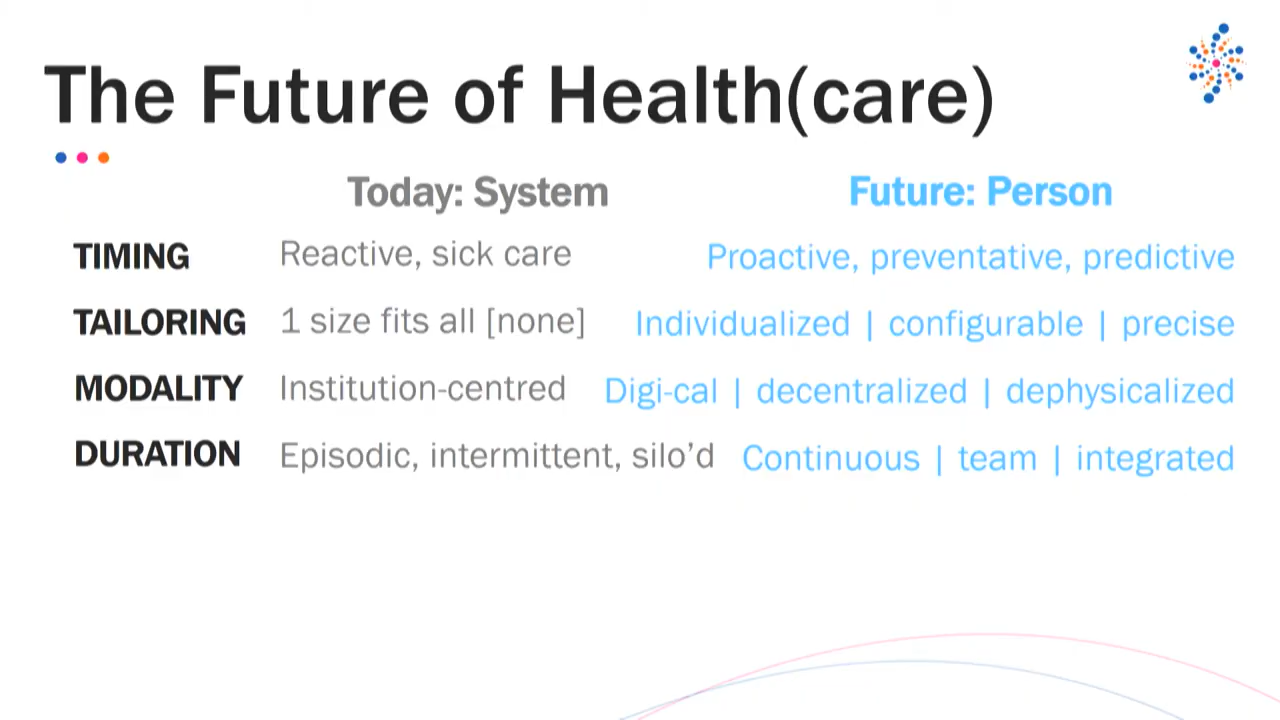 The Future of Health(care)
Today: System Future: Person
TIMING Reactive, sick care Proactive, preventative, predictive
TAILORING 1 size fits all [none] Individualized | configurable | precise
MODALITY Institution-centred Digi-cal | decentralized | dephysicalized
DURATION Episodic, intermittent, silo’d Continuous | team | integrated